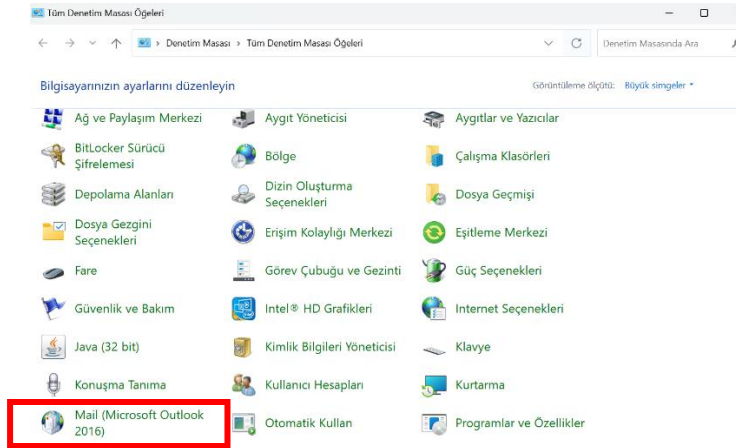 Tüm Denetim Masası Öğeleri
Denetim Masası › Tüm Denetim Masası Öğeleri
Denetim Masasında Ara
Bilgisayarınızın ayarlarını düzenleyin
Görüntüleme ölçütü: Büyük simgeler
Ağ ve Paylaşım Merkezi
Aygıt Yöneticisi
Aygıtlar ve Yazıcılar
BitLocker Sürücü
Şifrelemesi
Bölge
Çalışma Klasörleri
Depolama Alanları
Dizin Oluşturma
Seçenekleri
Dosya Geçmişi
Dosya Gezgini
Seçenekleri
Erişim Kolaylığı Merkezi
Eşitleme Merkezi
Fare
Görev Çubuğu ve Gezinti
Güç Seçenekleri
Güvenlik ve Bakım
Intel® HD Grafikleri
Internet Seçenekleri
Java (32 bit)
Kimlik Bilgileri Yöneticisi
Klavye
Konuşma Tanıma
Kullanıcı Hesapları
Kurtarma
Mail (Microsoft Outlook
2016)
Otomatik Kullan
Programlar ve Özellikler